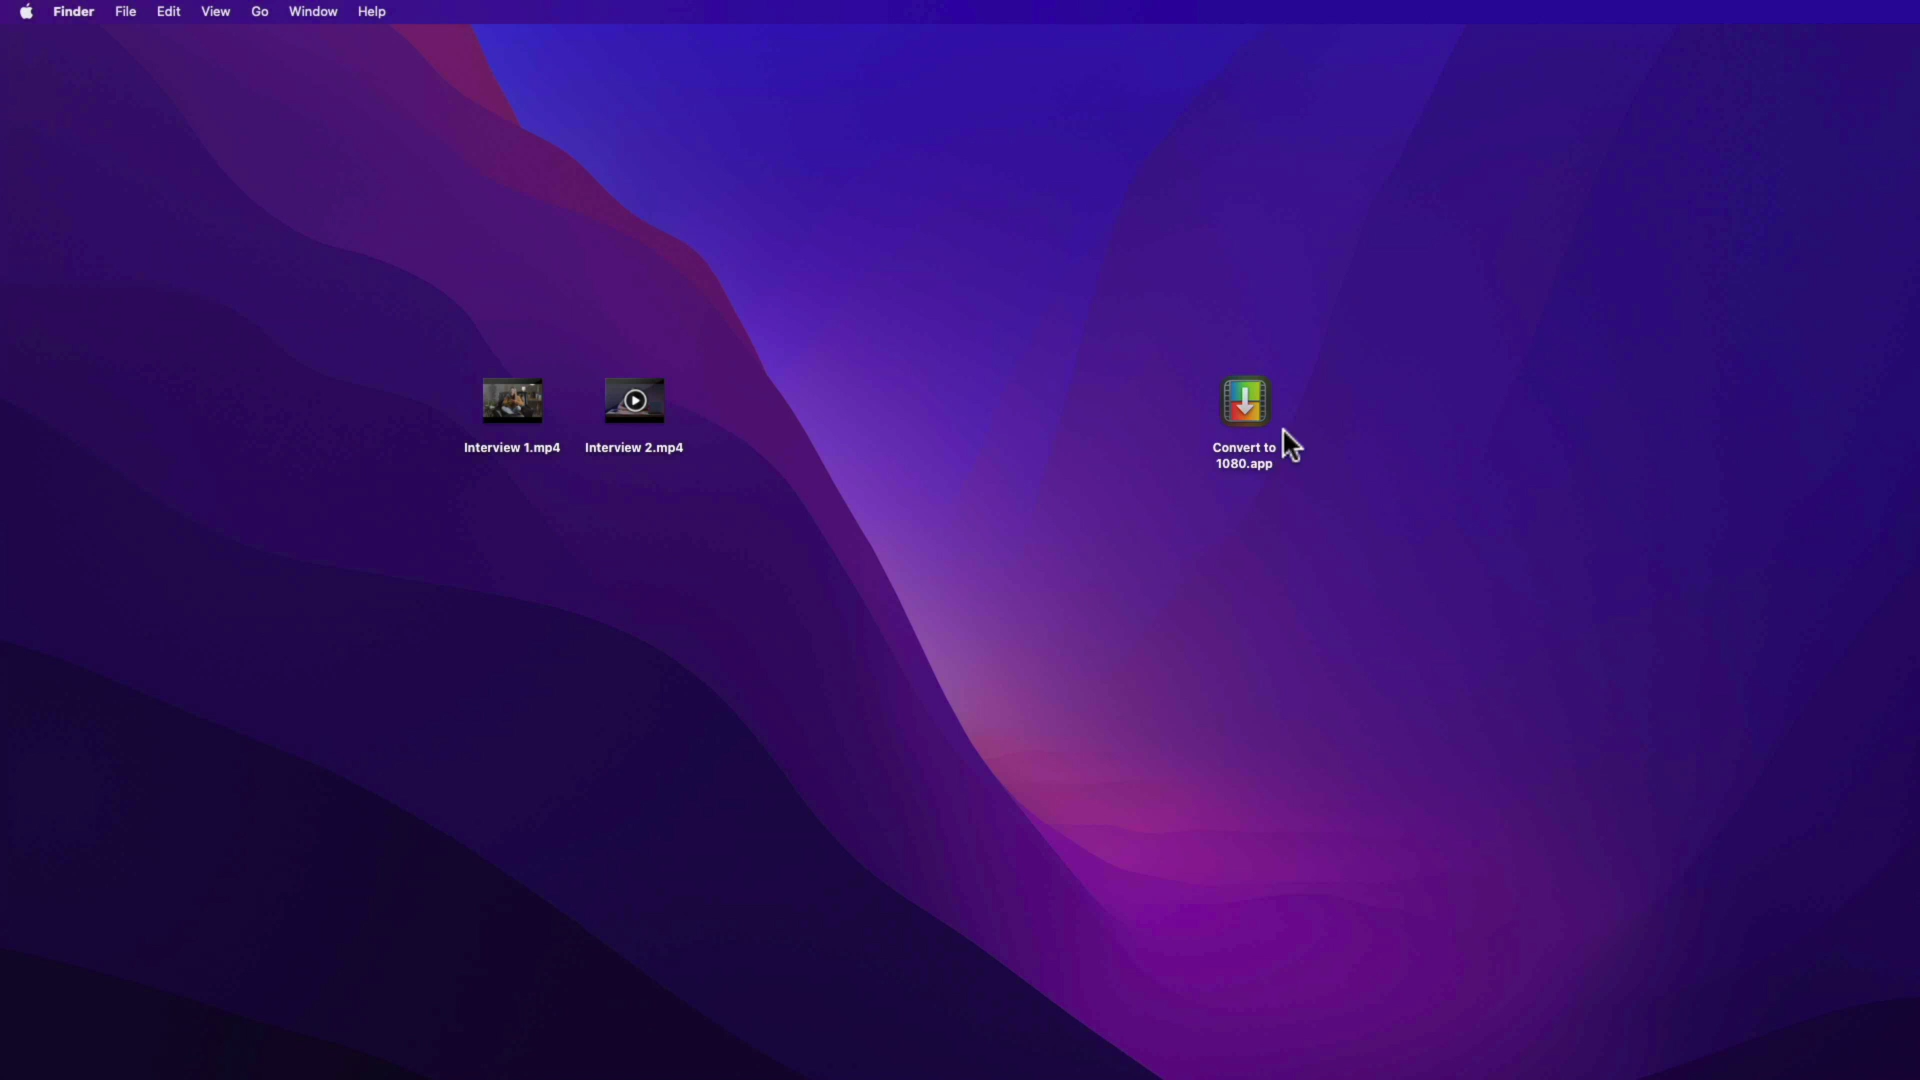 Finder File Edit View Go Window Help
Interview 1.mp4
Interview 2.mp4
Convert to
1080.app